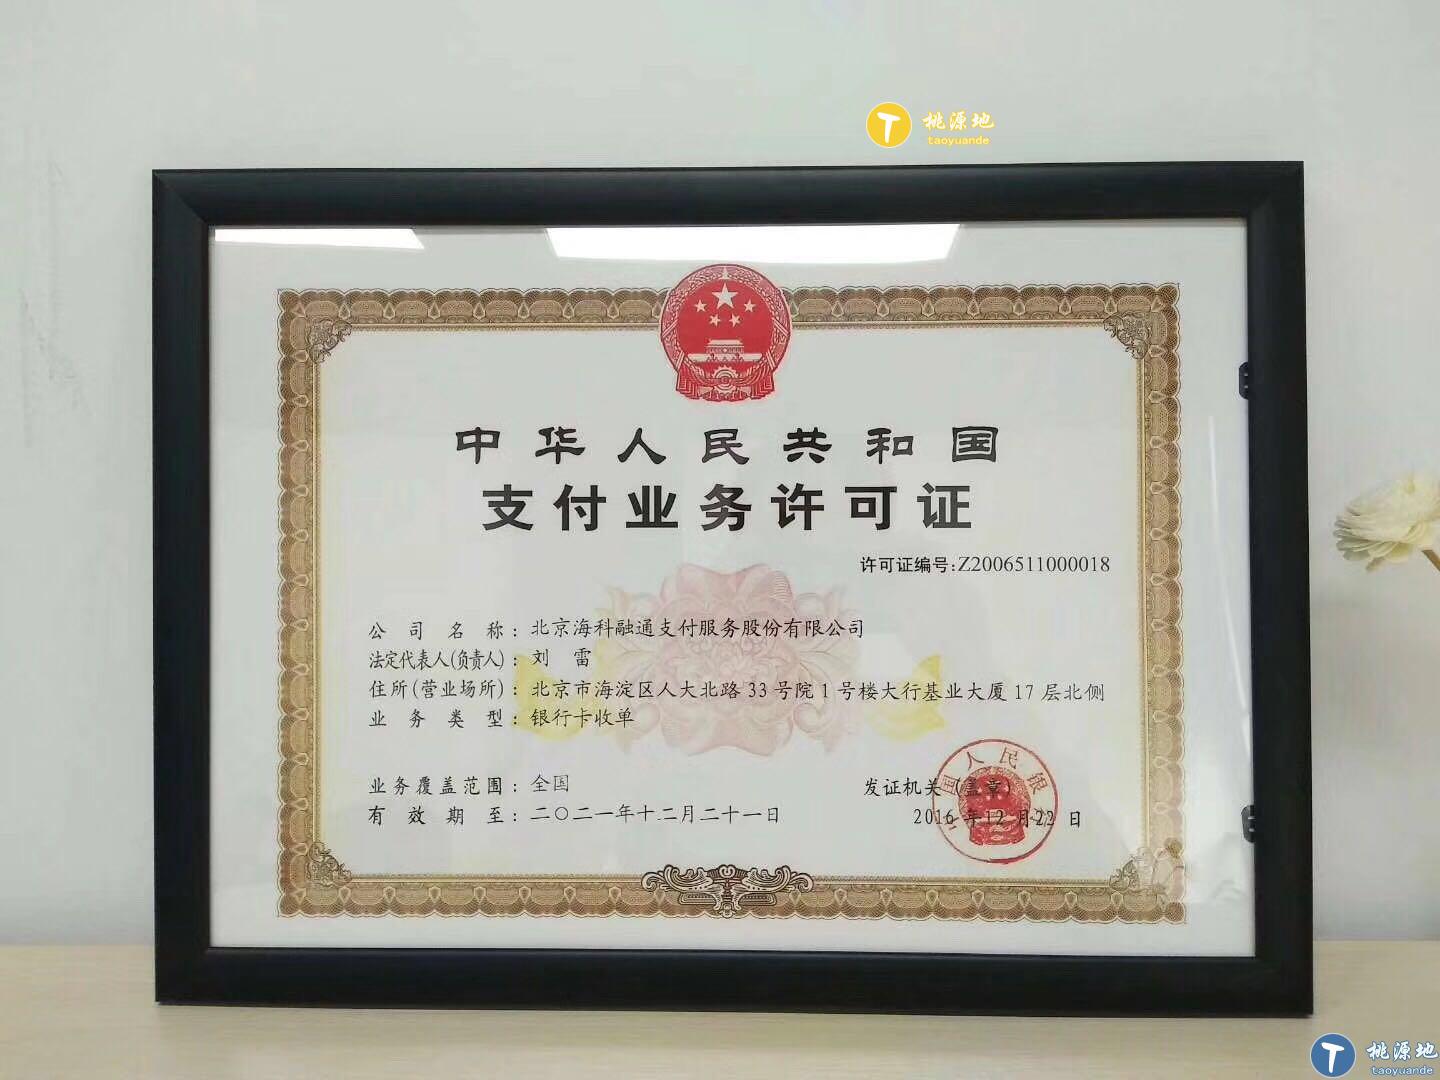 桃源地
taoyuande
中华人民共和国
支付业务许可证
许可证编号:Z2006511000018
公司名称:北京海科融通支付服务股份有限公司
法定代表人(负责人):刘 雷
住所(营业场所):北京市海淀区人大北路33号院1号楼大行基业大厦17层北侧
业务类型:银行卡收单
业务覆盖范围:全国
发证机关(盖章)
有效期至:二〇二一年十二月二十一日
2016年12月22日
国人民银
桃源地
taoyuande